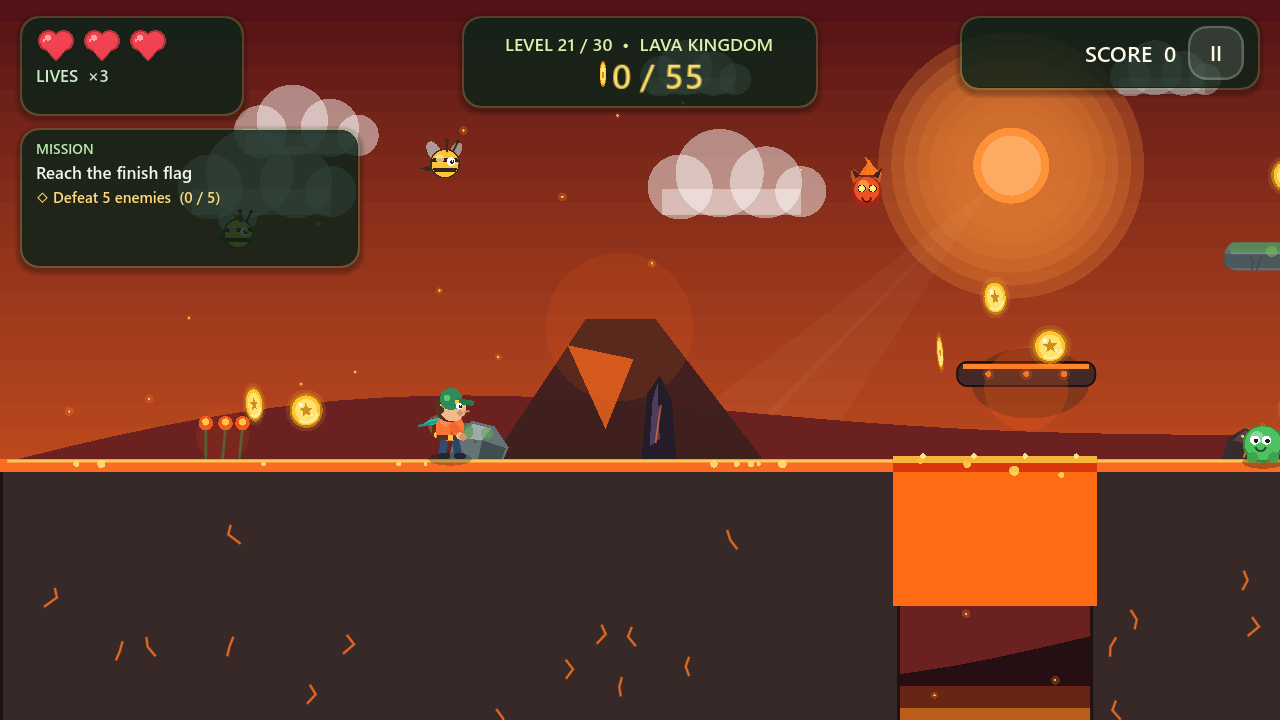 LIVES ×3
LEVEL 21 / 30 • LAVA KINGDOM
0 / 55
SCORE 0
MISSION
Reach the finish flag
◇ Defeat 5 enemies (0 / 5)